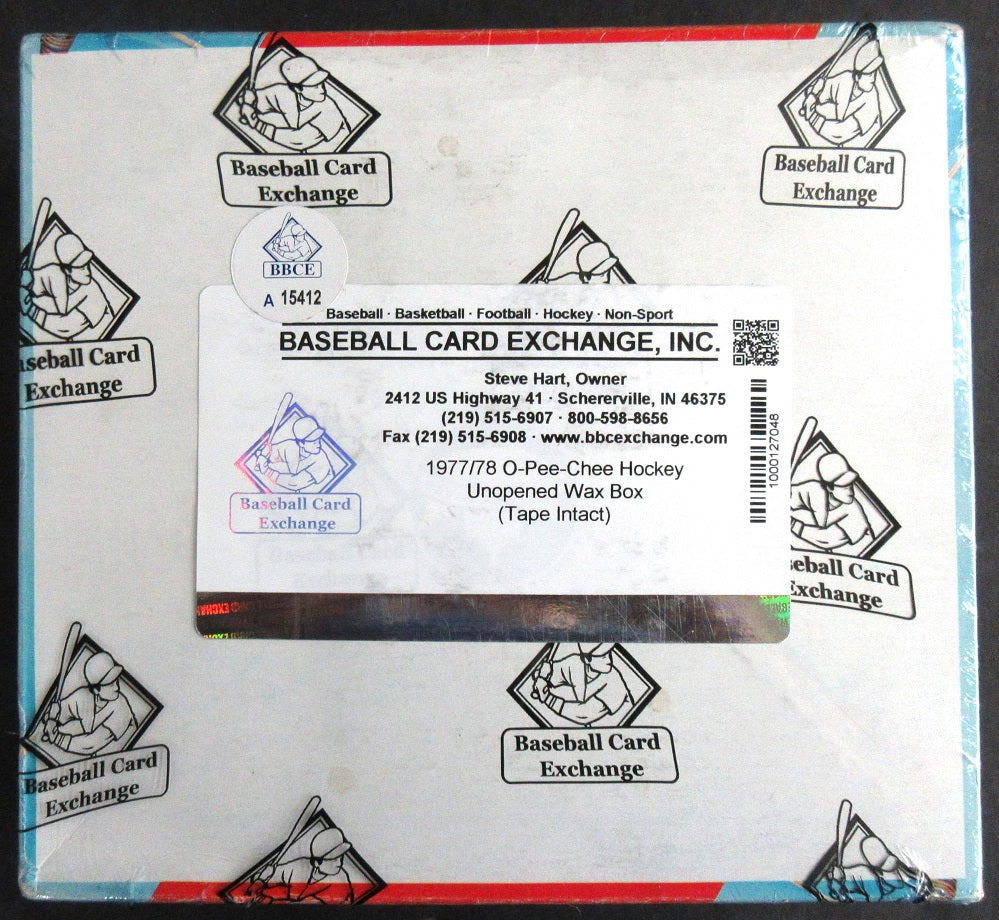 Baseball Card
Exchange
Baseball Card
Exchange
BBCE
A 15412
seball Card
Exchange
Baseball · Basketball · Football · Hockey · Non-Sport
BASEBALL CARD EXCHANGE, INC.
Steve Hart, Owner
2412 US Highway 41 · Schererville, IN 46375
(219) 515-6907 · 800-598-8656
Fax (219) 515-6908 · www.bbcexchange.com
1977/78 O-Pee-Chee Hockey
Unopened Wax Box
(Tape Intact)
1000127048
Baseball Card
Exchange
seball Card
Exchange
Baseball Card
Exchange
Baseball Card
Exchange